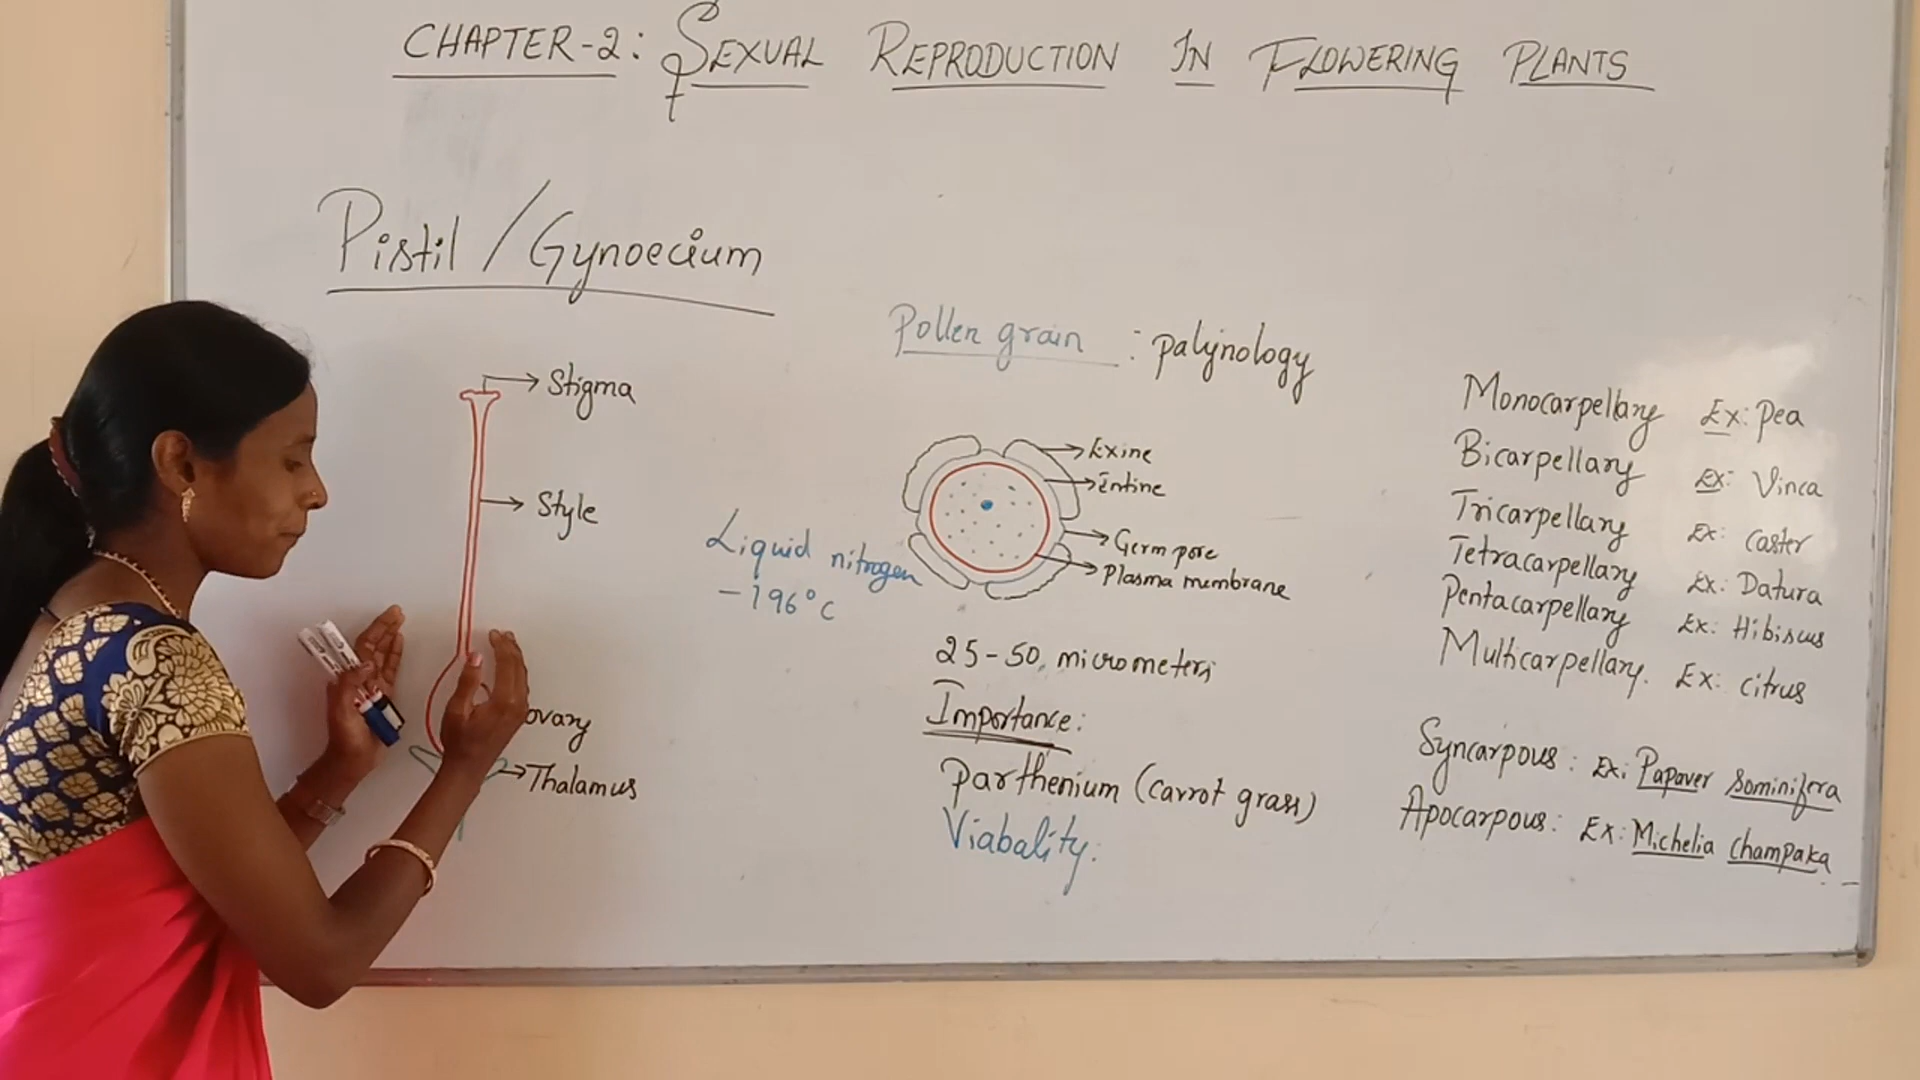 CHAPTER-2: SEXUAL REPRODUCTION IN FLOWERING PLANTS
Pistil / Gynoecium
Stigma
Style
ovary
Thalamus
Pollen grain : palynology
Exine
Intine
Germ pore
Plasma membrane
Liquid nitrogen
-196°C
25-50 micrometers
Importance:
Parthenium (carrot grass)
Viabality:
Monocarpellary Ex: Pea
Bicarpellary Ex: Vinca
Tricarpellary Ex: Caster
Tetracarpellary Ex: Datura
Pentacarpellary Ex: Hibiscus
Multicarpellary. Ex: citrus
Syncarpous: Ex: Papaver Sominifera
Apocarpous: Ex: Michelia Champaka